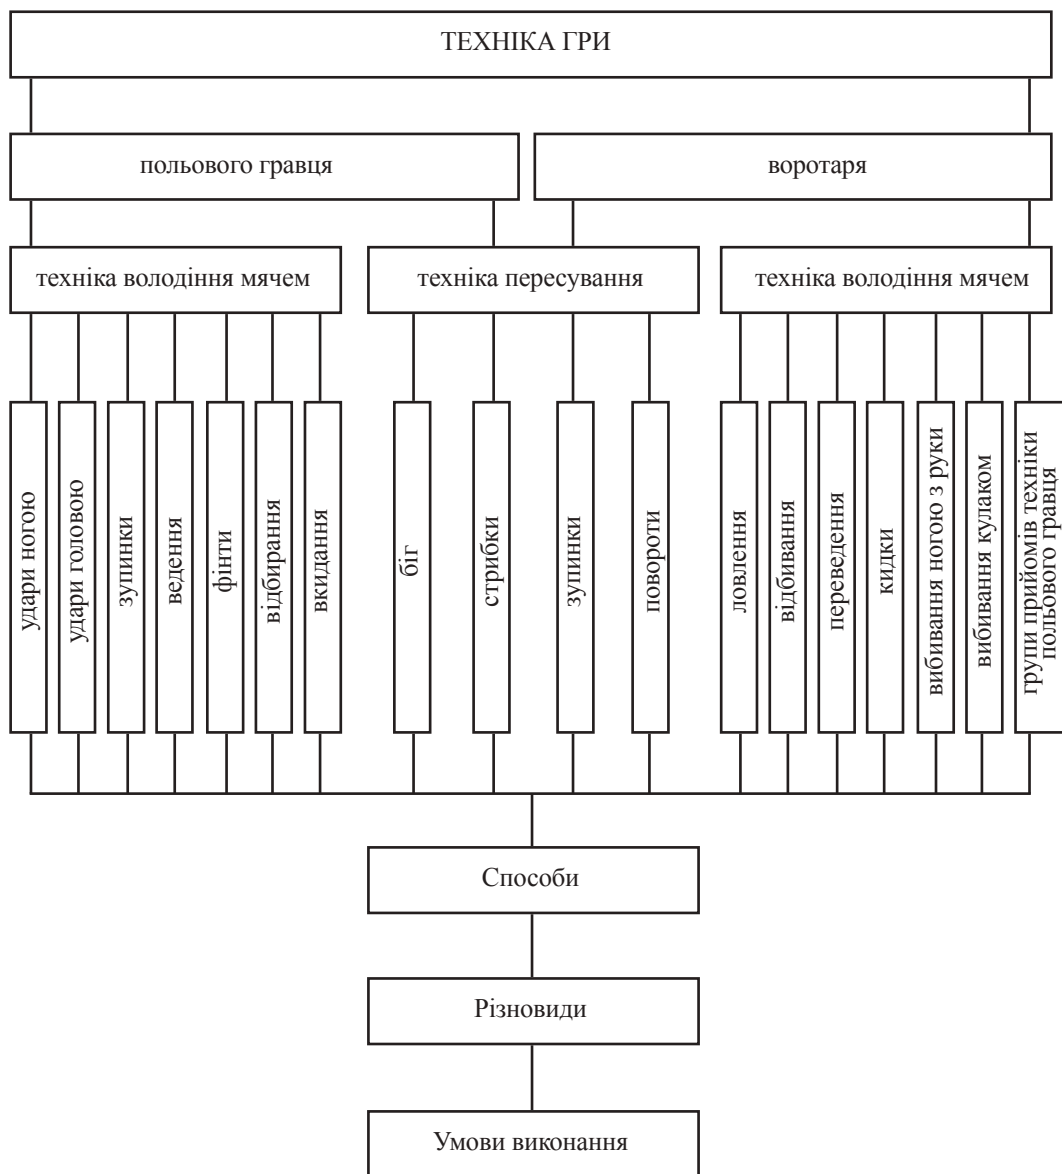 ТЕХНІКА ГРИ
польового гравця
воротаря
техніка володіння мячем
техніка пересування
техніка володіння мячем
удари ногою
удари головою
зупинки
ведення
фінти
відбирання
вкидання
біг
стрибки
зупинки
повороти
ловлення
відбивання
переведення
кидки
вибивання ногою з руки
вибивання кулаком
групи прийомів техніки
польового гравця
Способи
Різновиди
Умови виконання